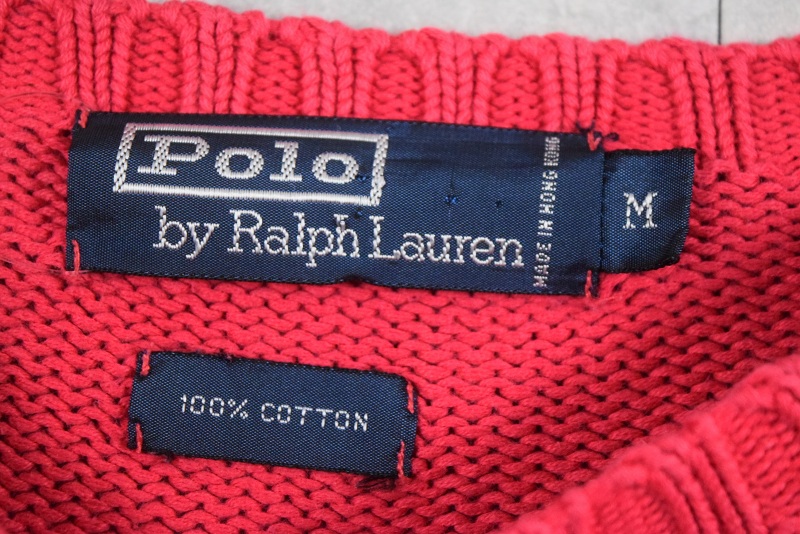 Polo
by Ralph Lauren
MADE IN HONG KONG
M
100% COTTON